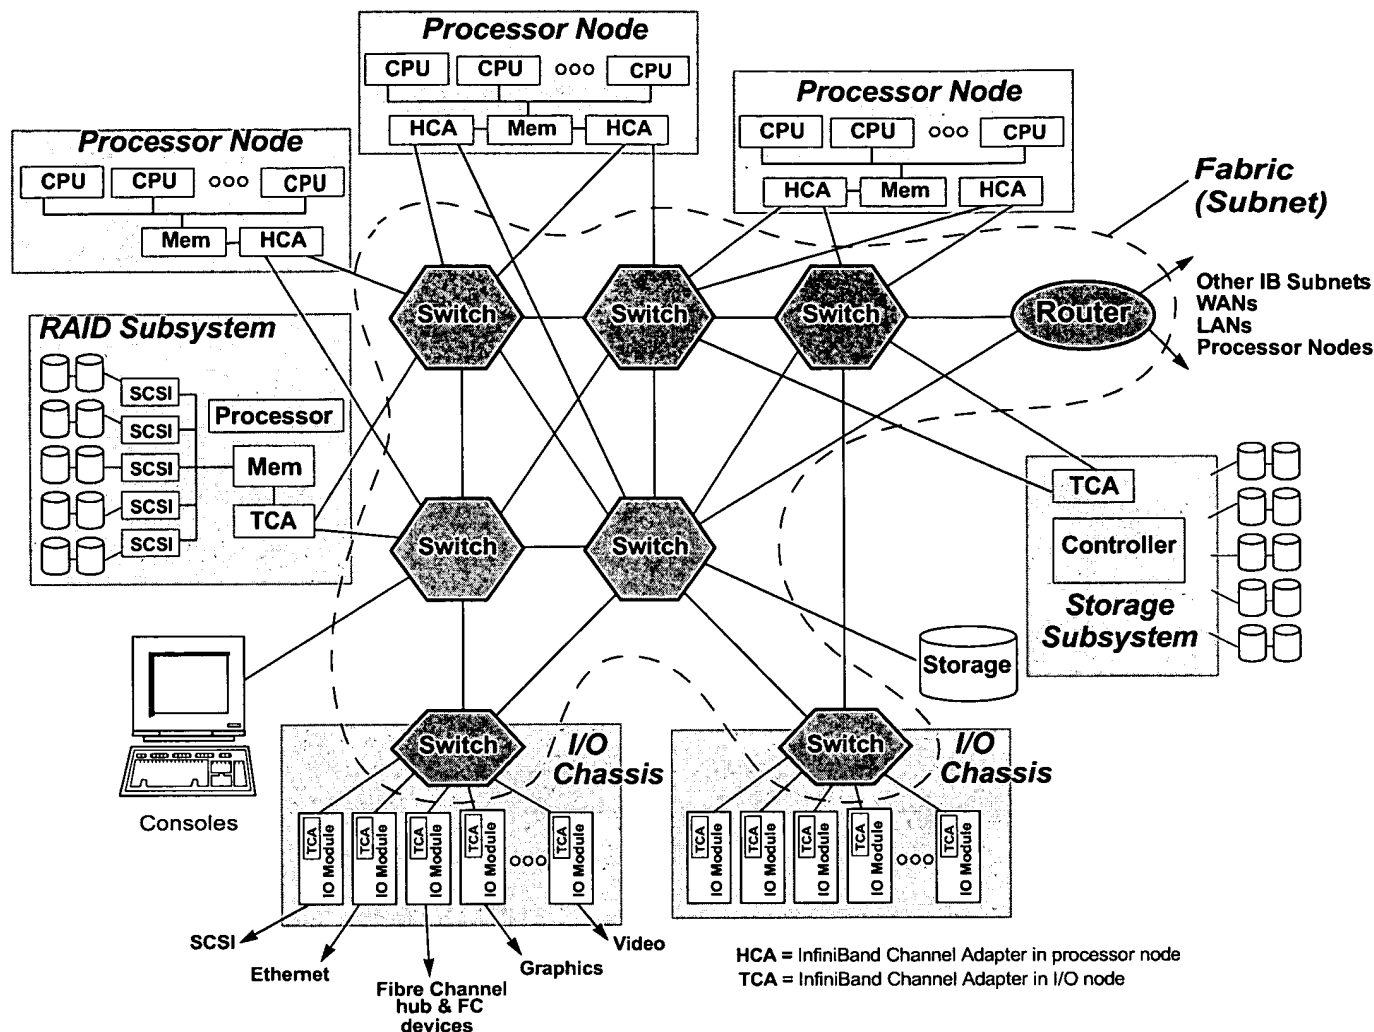 Processor Node
CPU
CPU
ooo
CPU
HCA
Mem
HCA
Processor Node
CPU
CPU
ooo
CPU
HCA
Mem
HCA
Processor Node
CPU
CPU
ooo
CPU
Mem
HCA
Fabric
(Subnet)
Switch
Switch
Switch
Router
Other IB Subnets
WANs
LANs
Processor Nodes
RAID Subsystem
SCSI
SCSI
SCSI
SCSI
SCSI
Processor
Mem
TCA
Switch
Switch
TCA
Controller
Storage
Subsystem
Storage
Consoles
Switch
I/O
Chassis
TCA
IO Module
TCA
IO Module
TCA
IO Module
TCA
IO Module
ooo
TCA
IO Module
Switch
I/O
Chassis
TCA
IO Module
TCA
IO Module
TCA
IO Module
TCA
IO Module
ooo
TCA
IO Module
SCSI
Ethernet
Fibre Channel
hub & FC
devices
Graphics
Video
HCA = InfiniBand Channel Adapter in processor node
TCA = InfiniBand Channel Adapter in I/O node